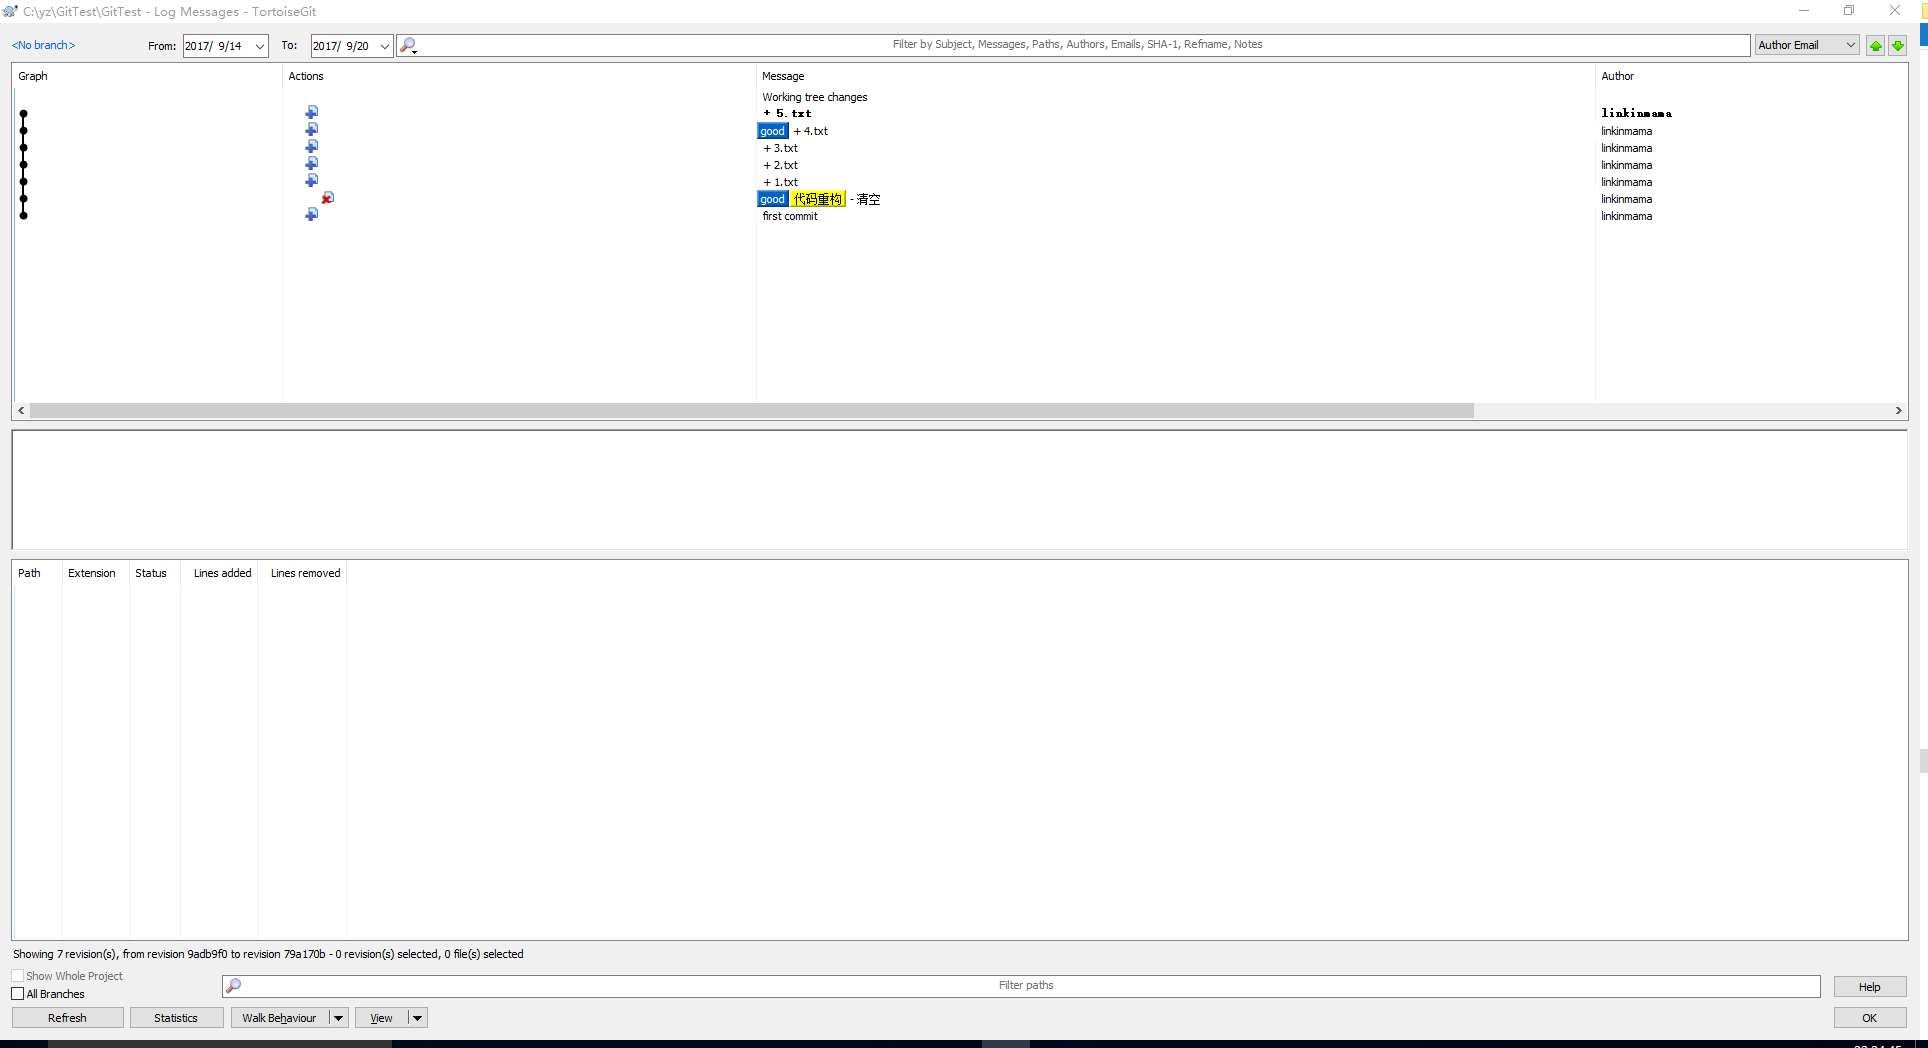 C:\yz\GitTest\GitTest - Log Messages - TortoiseGit
<No branch> From: 2017/ 9/14 To: 2017/ 9/20 Filter by Subject, Messages, Paths, Authors, Emails, SHA-1, Refname, Notes Author Email
Graph Actions Message Author
Working tree changes
+ 5.txt linkinmama
good + 4.txt linkinmama
+ 3.txt linkinmama
+ 2.txt linkinmama
+ 1.txt linkinmama
good 代码重构 - 清空 linkinmama
first commit linkinmama
Path Extension Status Lines added Lines removed
Showing 7 revision(s), from revision 9adb9f0 to revision 79a170b - 0 revision(s) selected, 0 file(s) selected
Show Whole Project
Filter paths Help
All Branches
Refresh Statistics Walk Behaviour View OK